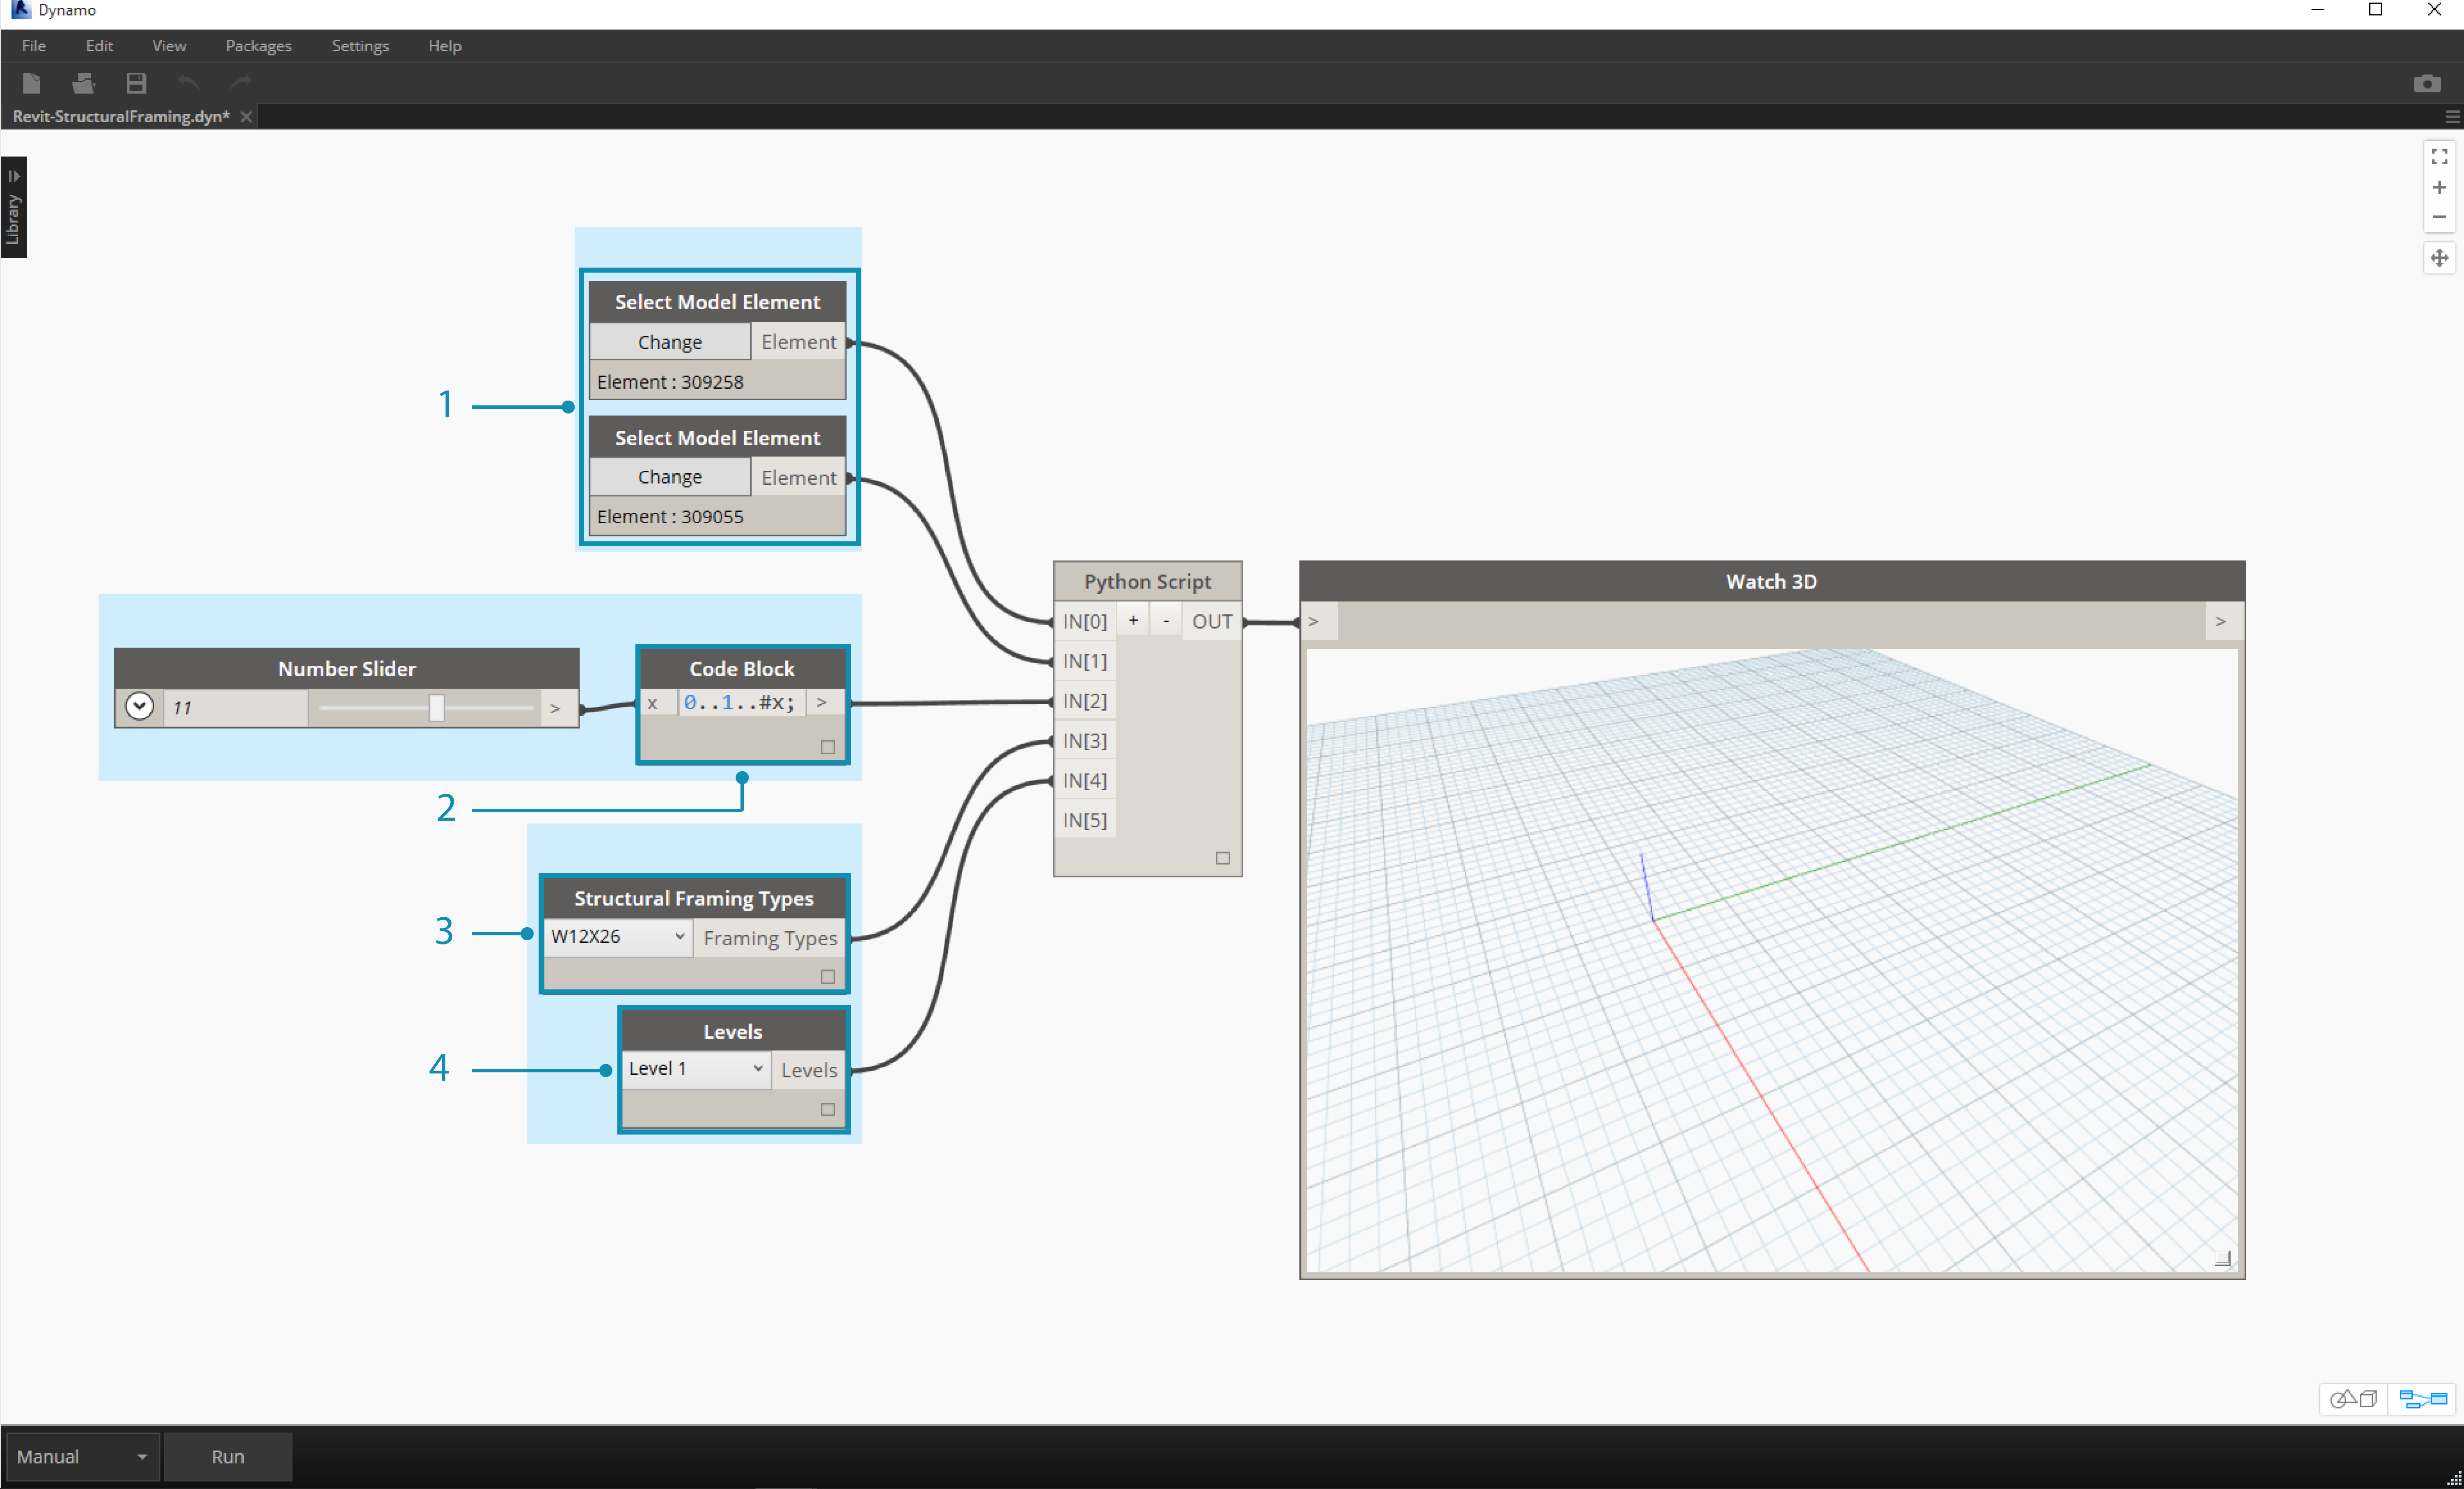 Dynamo
File Edit View Packages Settings Help
Revit-StructuralFraming.dyn*
Library
1
Select Model Element
Change Element
Element : 309258
Select Model Element
Change Element
Element : 309055
Number Slider
11 >
Code Block
x 0..1..#x; >
2
3
Structural Framing Types
W12X26 Framing Types
4
Levels
Level 1 Levels
Python Script
IN[0] + - OUT
IN[1]
IN[2]
IN[3]
IN[4]
IN[5]
Watch 3D
> >
Manual Run